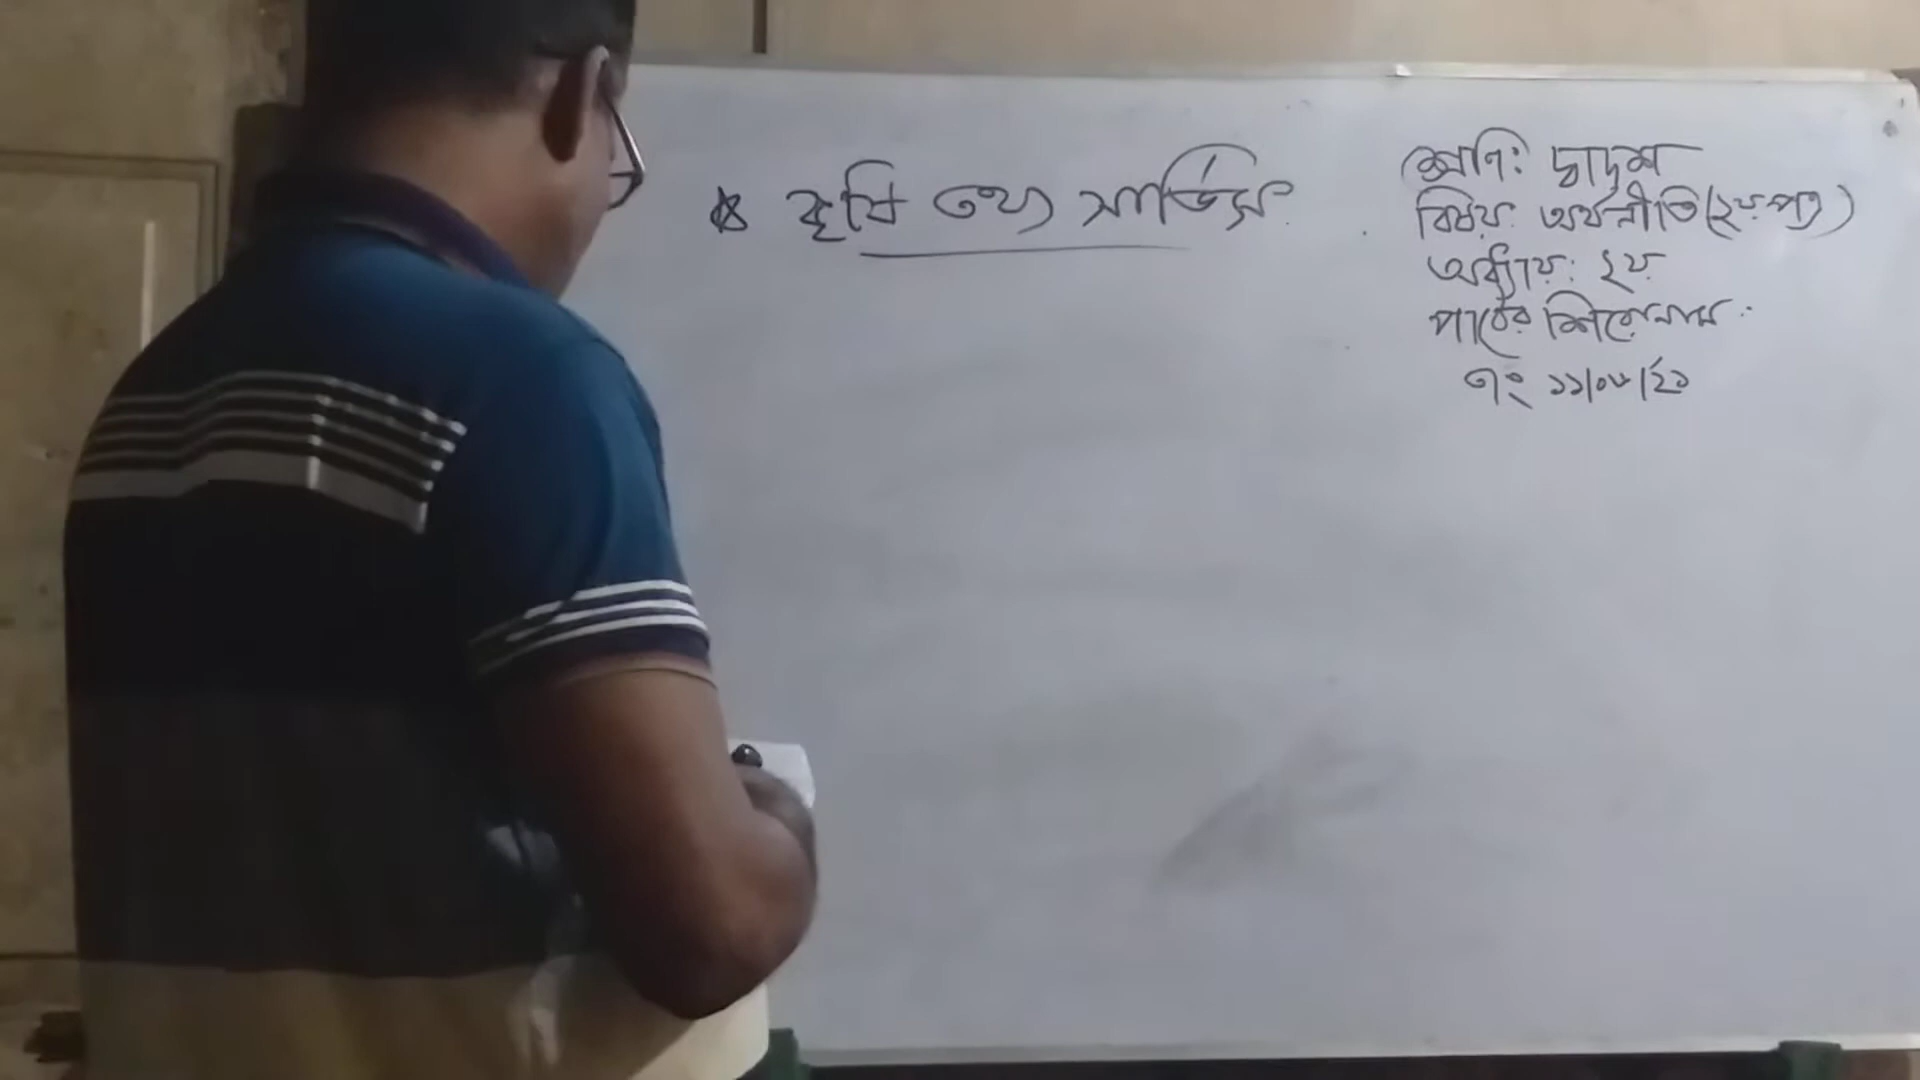 * কৃষি তথ্য সার্ভিস
শ্রেণি: দ্বাদশ
বিষয়: অর্থনীতি (২য় পত্র)
অধ্যায়: ২য়
পাঠের শিরোনাম:
তাং ১১/০৮/২১